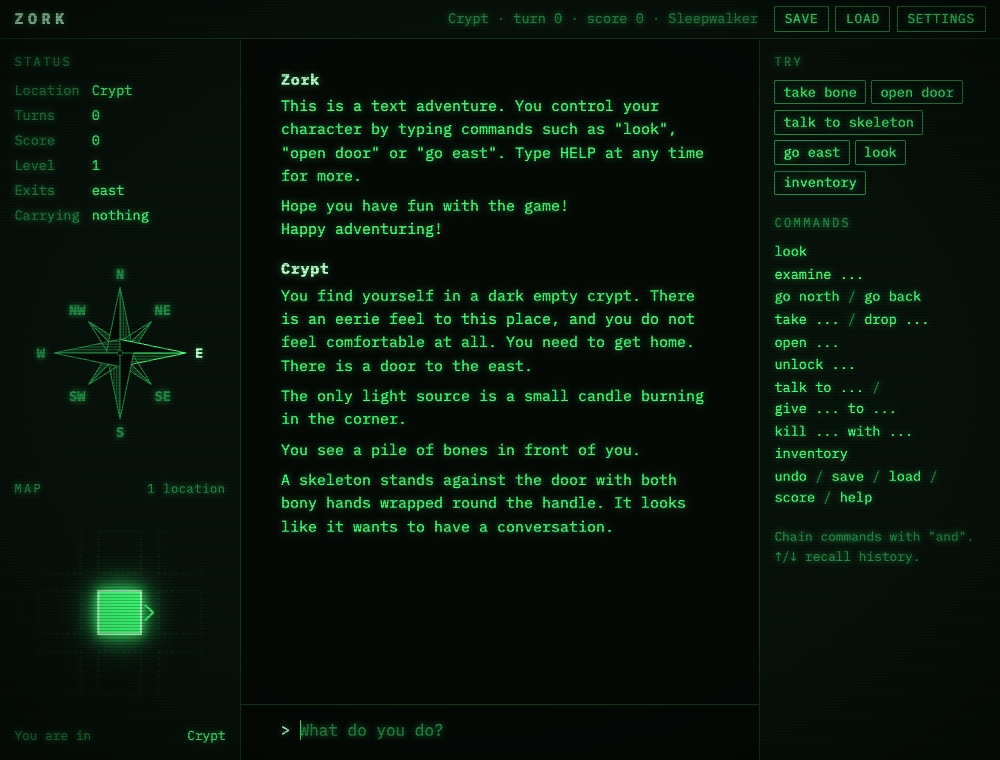 ZORK
Crypt · turn 0 · score 0 · Sleepwalker
SAVE
LOAD
SETTINGS
STATUS
Location Crypt
Turns 0
Score 0
Level 1
Exits east
Carrying nothing
N
NW NE
W E
SW SE
S
MAP 1 location
You are in Crypt
Zork
This is a text adventure. You control your
character by typing commands such as "look",
"open door" or "go east". Type HELP at any time
for more.
Hope you have fun with the game!
Happy adventuring!
Crypt
You find yourself in a dark empty crypt. There
is an eerie feel to this place, and you do not
feel comfortable at all. You need to get home.
There is a door to the east.
The only light source is a small candle burning
in the corner.
You see a pile of bones in front of you.
A skeleton stands against the door with both
bony hands wrapped round the handle. It looks
like it wants to have a conversation.
> What do you do?
TRY
take bone
open door
talk to skeleton
go east
look
inventory
COMMANDS
look
examine ...
go north / go back
take ... / drop ...
open ...
unlock ...
talk to ... /
give ... to ...
kill ... with ...
inventory
undo / save / load /
score / help
Chain commands with "and".
↑/↓ recall history.